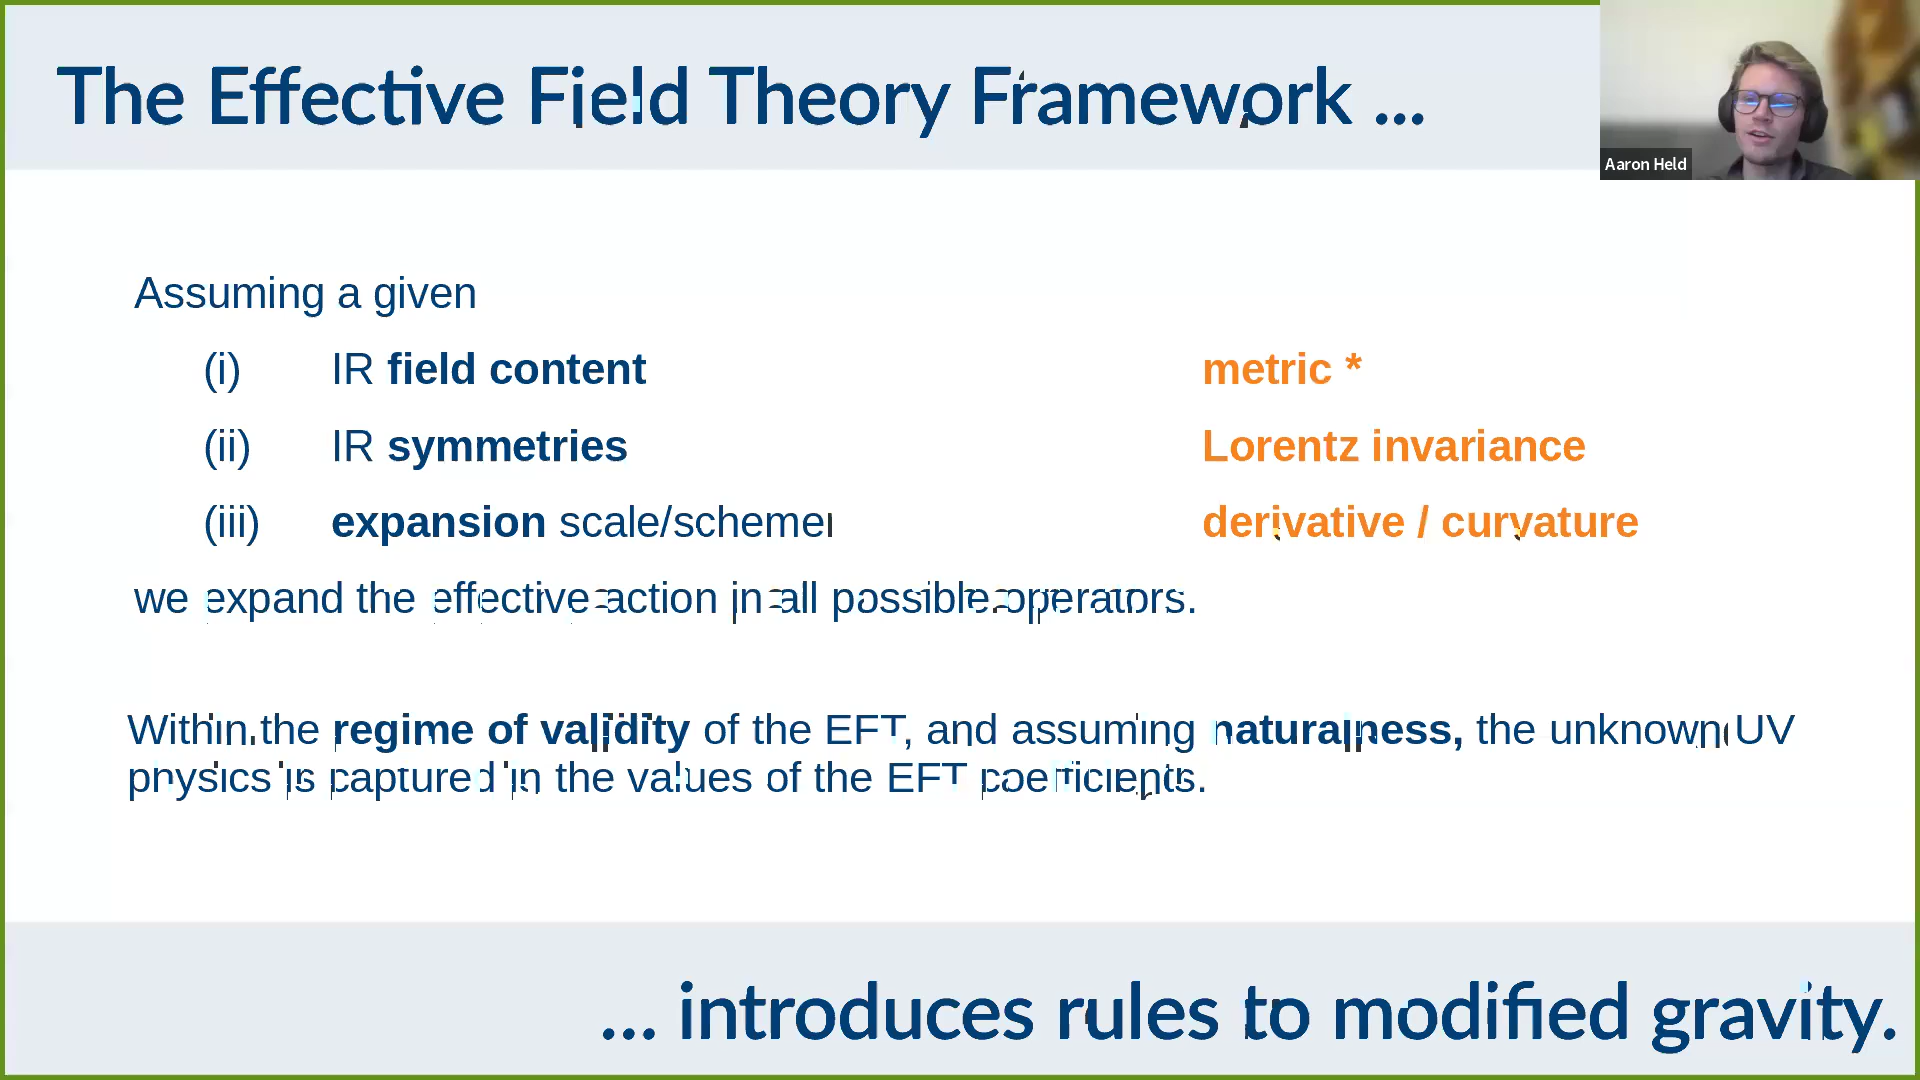 The Effective Field Theory Framework ...
Aaron Held
Assuming a given
(i) IR field content metric *
(ii) IR symmetries Lorentz invariance
(iii) expansion scale/scheme derivative / curvature
we expand the effective action in all possible operators.
Within the regime of validity of the EFT, and assuming naturalness, the unknown UV
physics is captured in the values of the EFT coefficients.
... introduces rules to modified gravity.